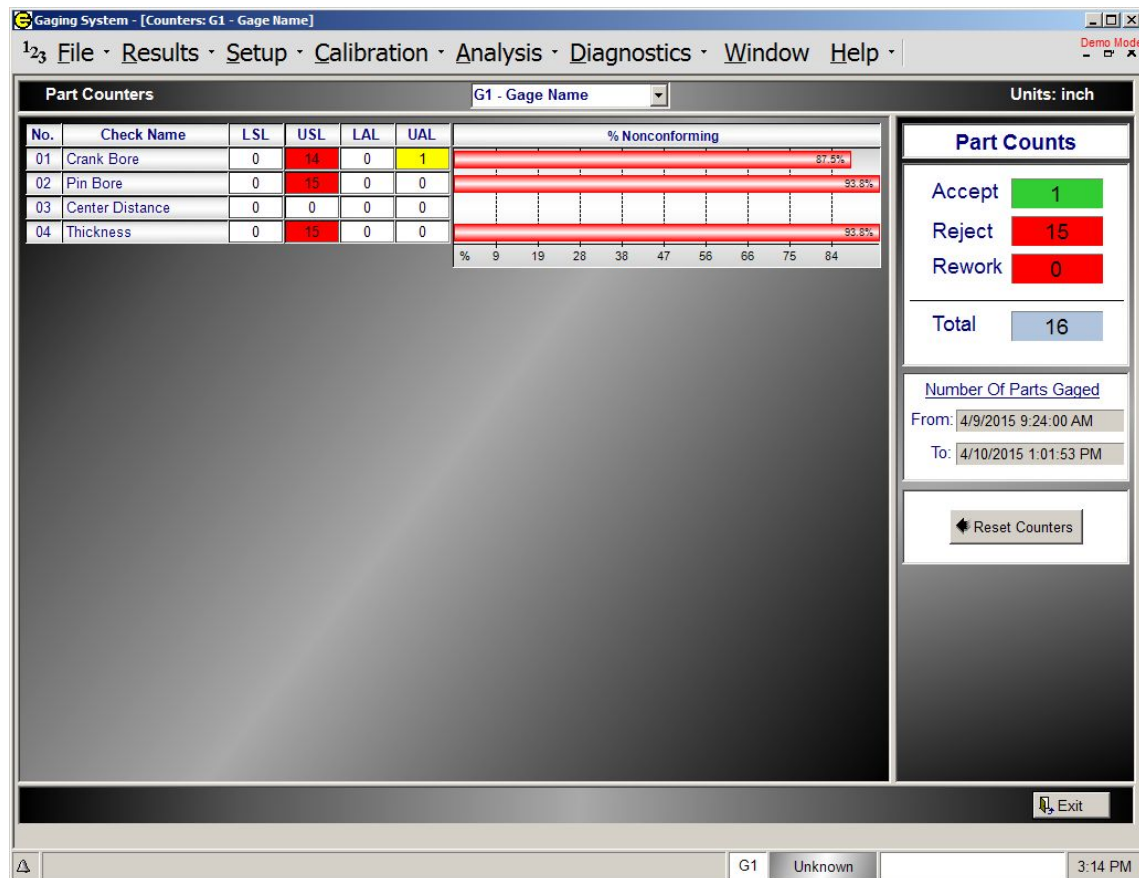 Gaging System - [Counters: G1 - Gage Name]
123 File · Results · Setup · Calibration · Analysis · Diagnostics · Window Help ·
Demo Mode
Part Counters G1 - Gage Name Units: inch
No. Check Name LSL USL LAL UAL % Nonconforming
01 Crank Bore 0 14 0 1 87.5%
02 Pin Bore 0 15 0 0 93.8%
03 Center Distance 0 0 0 0
04 Thickness 0 15 0 0 93.8%
% 9 19 28 38 47 56 66 75 84
Part Counts
Accept 1
Reject 15
Rework 0
Total 16
Number Of Parts Gaged
From: 4/9/2015 9:24:00 AM
To: 4/10/2015 1:01:53 PM
Reset Counters
Exit
G1 Unknown 3:14 PM